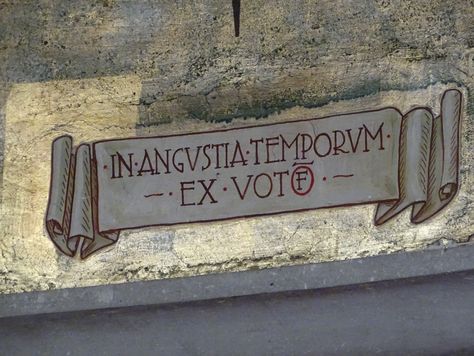 ·IN·ANGVSTIA·TEMPORVM·
— · EX · VOTO F · —